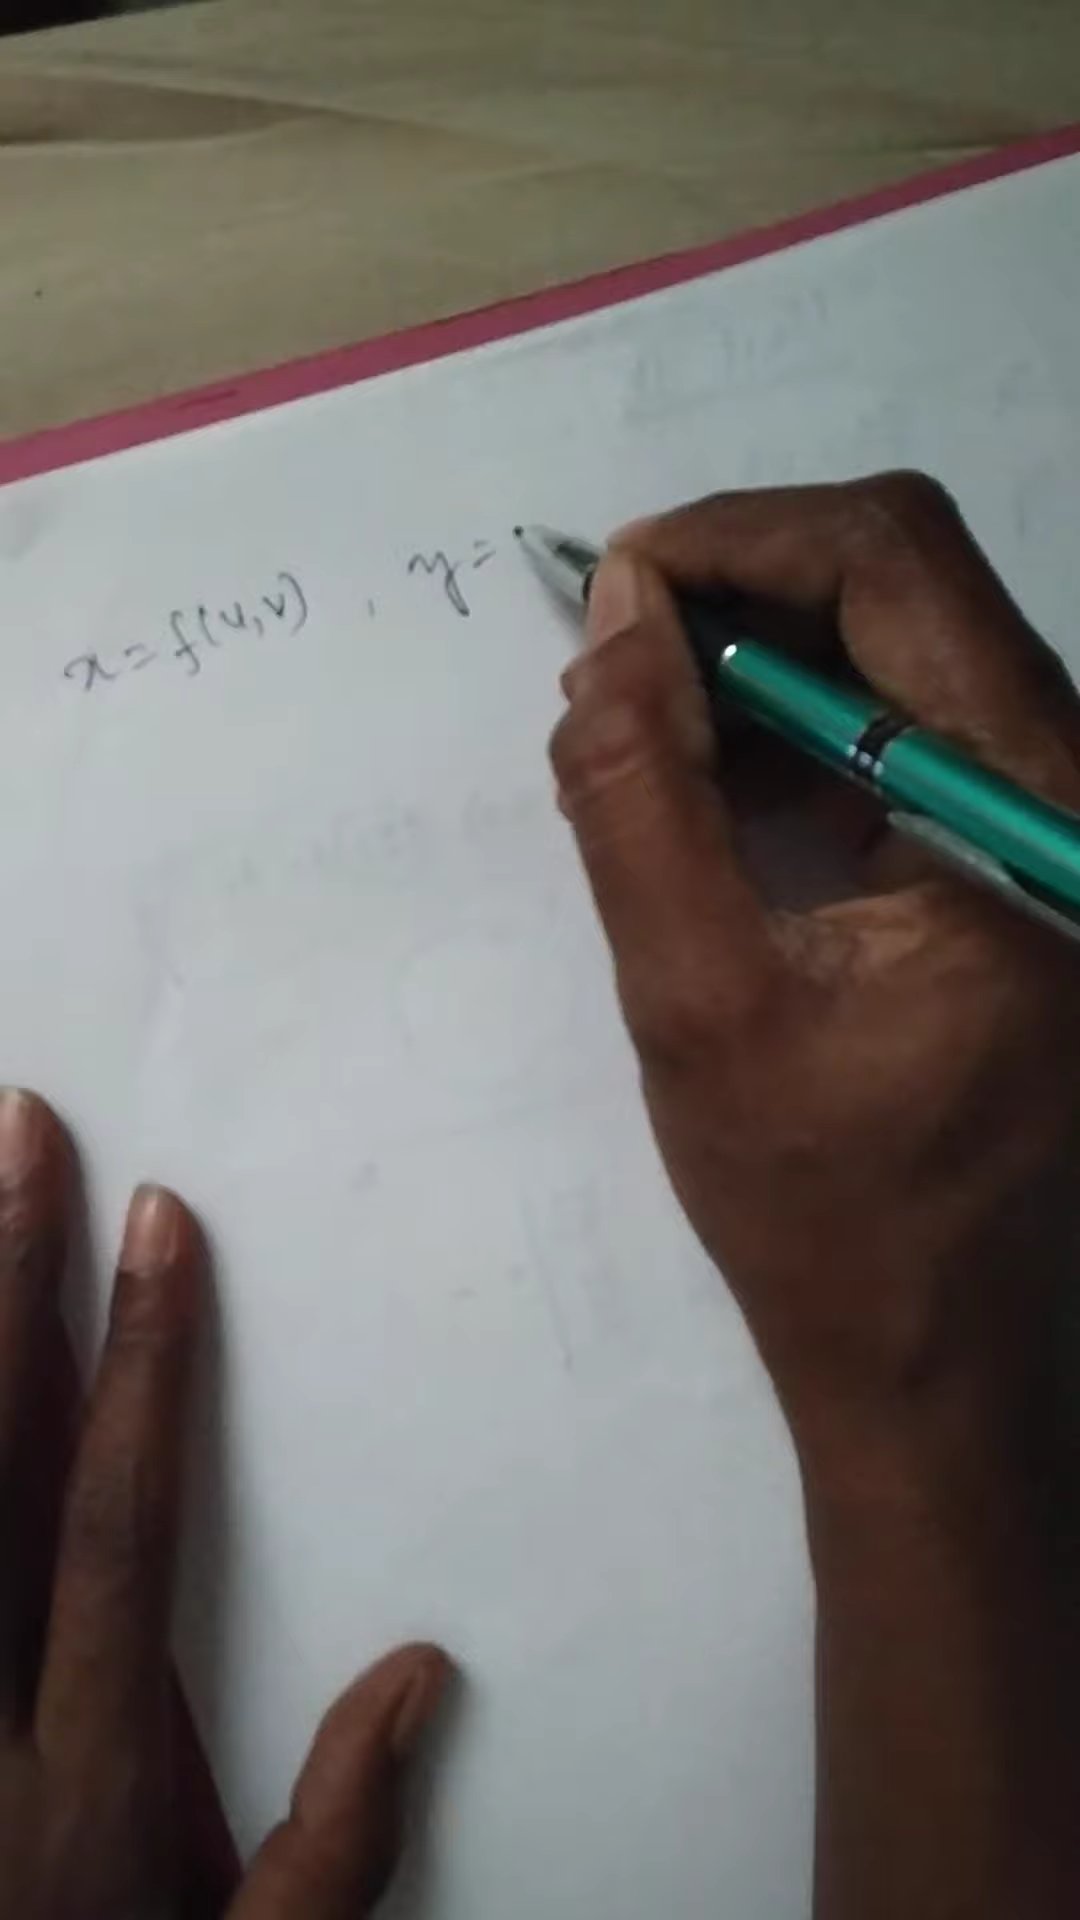 x = f(u,v) , y =